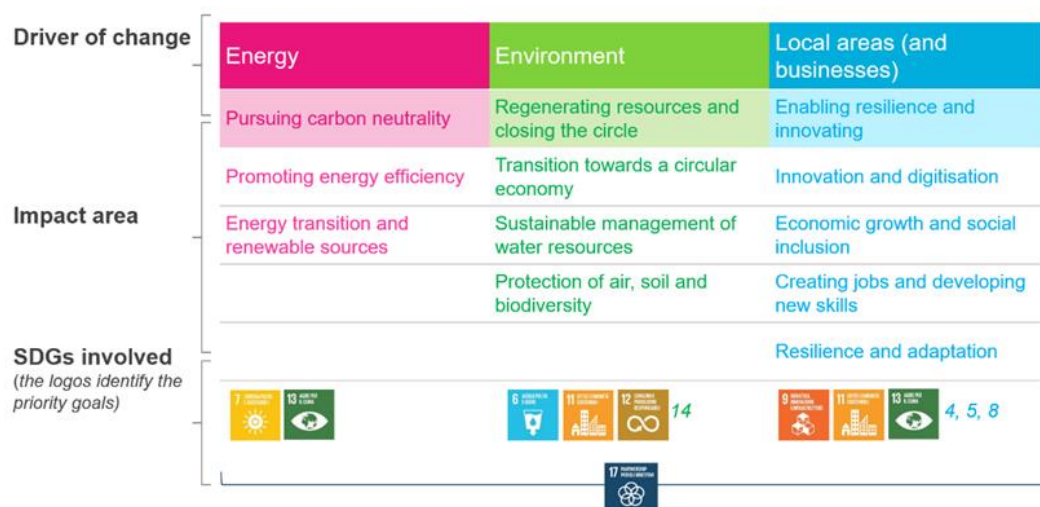 Driver of change
Energy
Environment
Local areas (and
businesses)
Pursuing carbon neutrality
Regenerating resources and
closing the circle
Enabling resilience and
innovating
Impact area
Promoting energy efficiency
Transition towards a circular
economy
Innovation and digitisation
Energy transition and
renewable sources
Sustainable management of
water resources
Economic growth and social
inclusion
Protection of air, soil and
biodiversity
Creating jobs and developing
new skills
Resilience and adaptation
SDGs involved
(the logos identify the
priority goals)
7
13
6
11
12
14
9
11
13
4, 5, 8
17